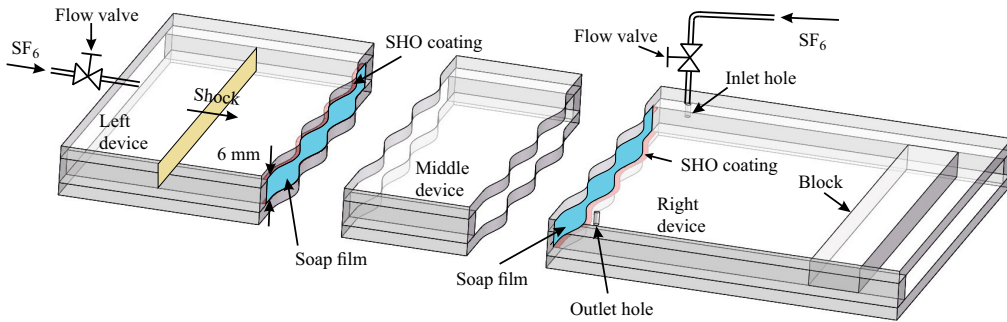 Flow valve
SF6
SHO coating
Shock
Left
device
6 mm
Soap film
Middle
device
Flow valve
SF6
Inlet hole
SHO coating
Block
Right
device
Soap film
Outlet hole